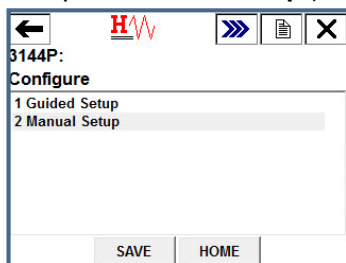 H
3144P:
Configure
1 Guided Setup
2 Manual Setup
SAVE HOME